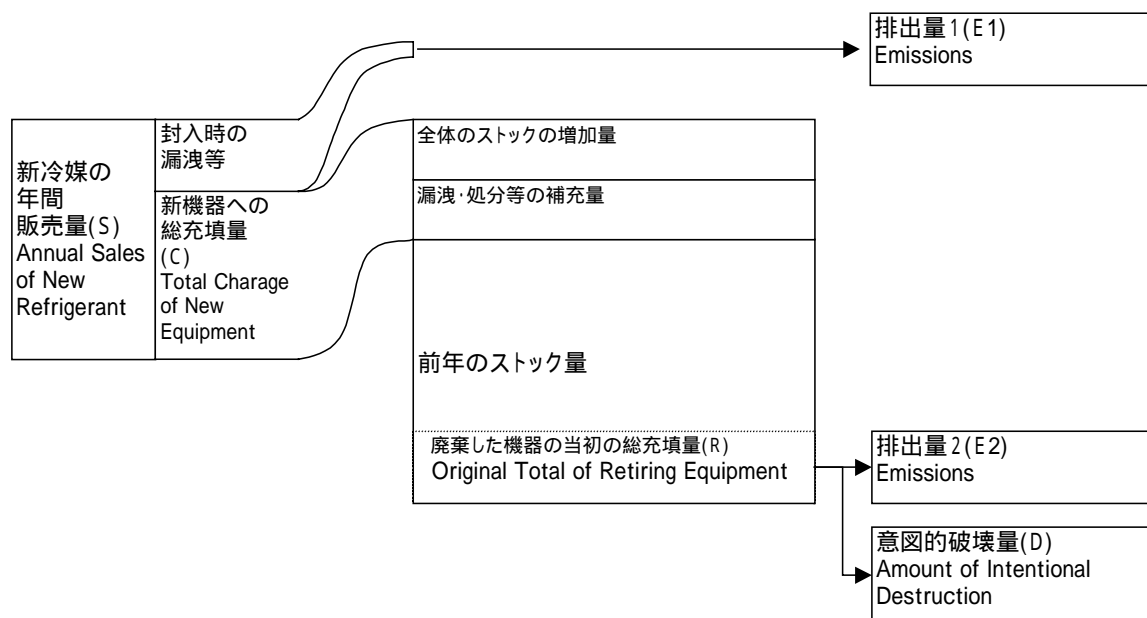 排出量1(E1)
Emissions
新冷媒の
年間
販売量(S)
Annual Sales
of New
Refrigerant
封入時の
漏洩等
新機器への
総充填量
(C)
Total Charage
of New
Equipment
全体のストックの増加量
漏洩・処分等の補充量
前年のストック量
廃棄した機器の当初の総充填量(R)
Original Total of Retiring Equipment
排出量2(E2)
Emissions
意図的破壊量(D)
Amount of Intentional
Destruction